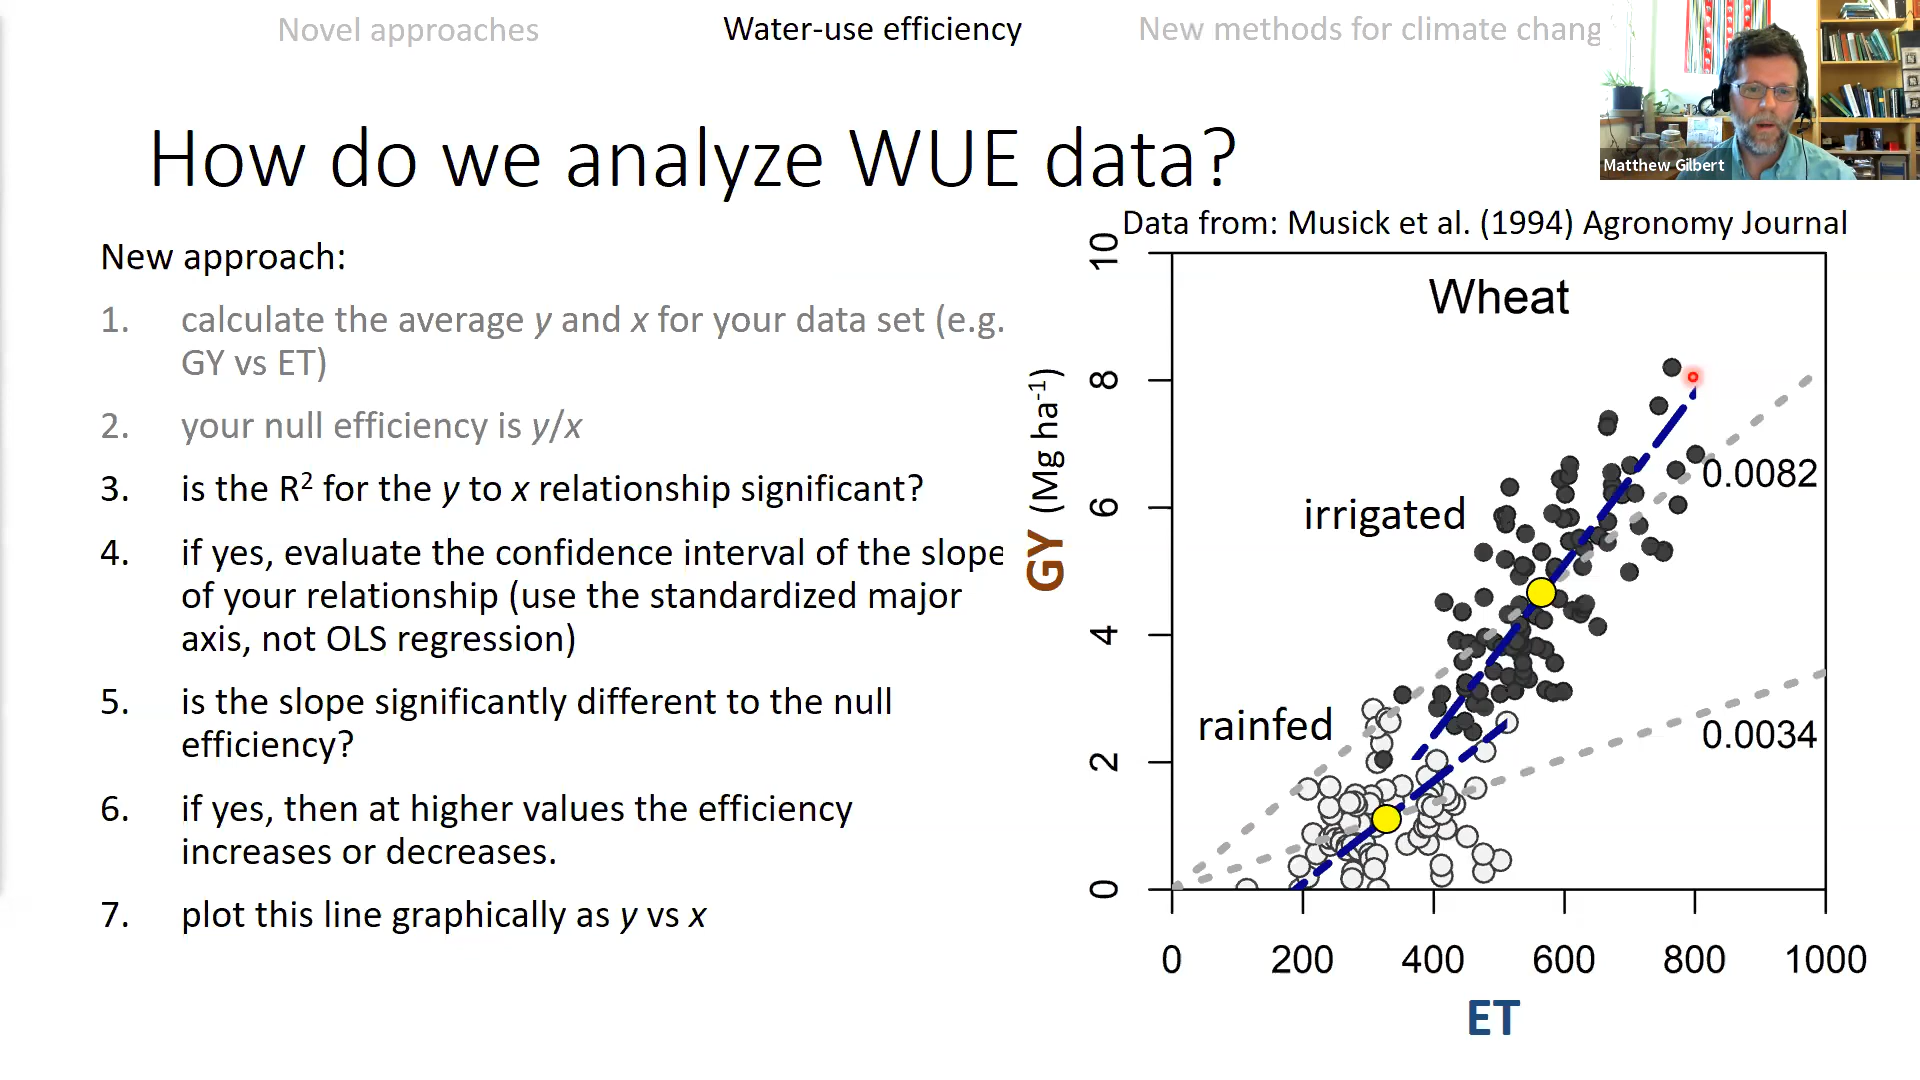 Novel approaches
Water-use efficiency
New methods for climate chang
Matthew Gilbert
How do we analyze WUE data?
New approach:
1. calculate the average y and x for your data set (e.g.
GY vs ET)
2. your null efficiency is y/x
3. is the R² for the y to x relationship significant?
4. if yes, evaluate the confidence interval of the slope
of your relationship (use the standardized major
axis, not OLS regression)
5. is the slope significantly different to the null
efficiency?
6. if yes, then at higher values the efficiency
increases or decreases.
7. plot this line graphically as y vs x
Data from: Musick et al. (1994) Agronomy Journal
Wheat
irrigated
rainfed
0.0082
0.0034
GY (Mg ha⁻¹)
10
8
6
4
2
0
0 200 400 600 800 1000
ET